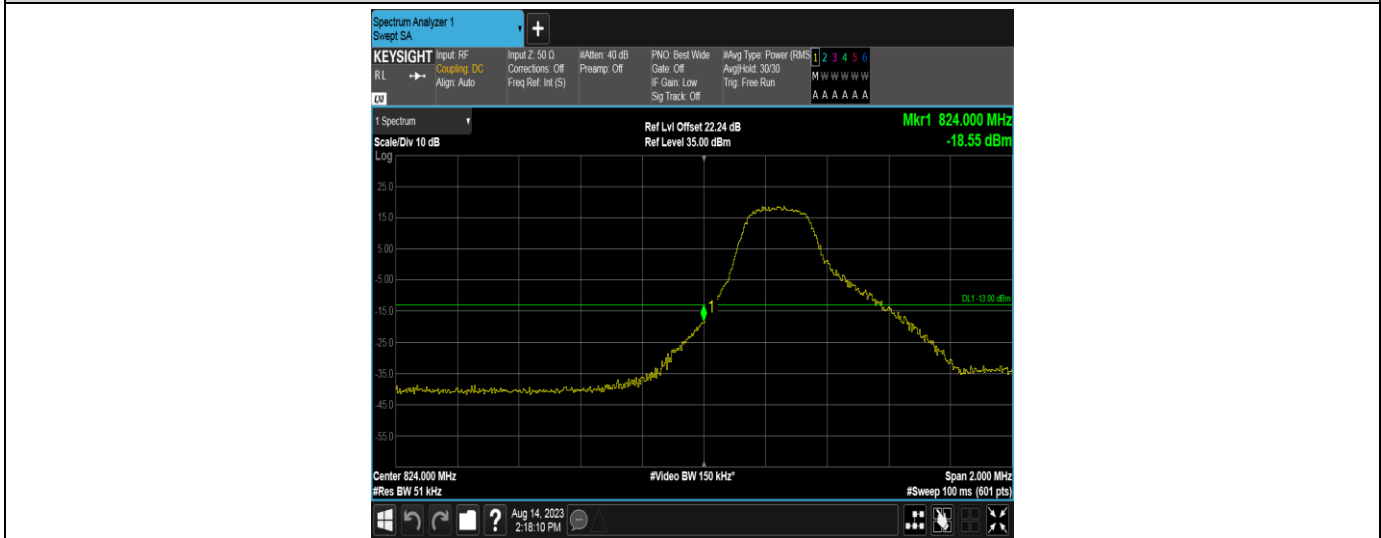 Spectrum Analyzer 1
Swept SA
+
KEYSIGHT
RL
LXI
Input: RF
Coupling: DC
Align: Auto
Input Z: 50 Ω
Corrections: Off
Freq Ref: Int (S)
#Atten: 40 dB
Preamp: Off
PNO: Best Wide
Gate: Off
IF Gain: Low
Sig Track: Off
#Avg Type: Power (RMS
Avg|Hold: 30/30
Trig: Free Run
1 2 3 4 5 6
M W W W W W
A A A A A A
1 Spectrum
Scale/Div 10 dB
Log
Ref Lvl Offset 22.24 dB
Ref Level 35.00 dBm
Mkr1 824.000 MHz
-18.55 dBm
25.0
15.0
5.00
-5.00
-15.0
-25.0
-35.0
-45.0
-55.0
1
DL1 -13.00 dBm
Center 824.000 MHz
#Res BW 51 kHz
#Video BW 150 kHz*
Span 2.000 MHz
#Sweep 100 ms (601 pts)
?
Aug 14, 2023
2:18:10 PM